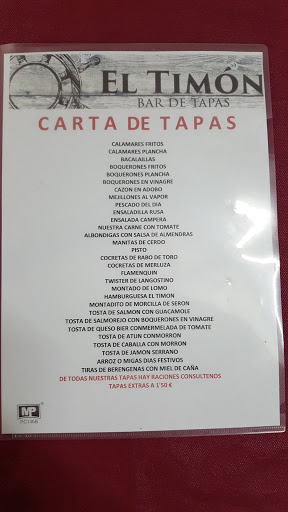 EL TIMÓN
BAR DE TAPAS
CARTA DE TAPAS
CALAMARES FRITOS
CALAMARES PLANCHA
BACALAILLAS
BOQUERONES FRITOS
BOQUERONES PLANCHA
BOQUERONES EN VINAGRE
CAZON EN ADOBO
MEJILLONES AL VAPOR
PESCADO DEL DIA
ENSALADILLA RUSA
ENSALADA CAMPERA
NUESTRA CARNE CON TOMATE
ALBONDIGAS CON SALSA DE ALMENDRAS
MANITAS DE CERDO
PISTO
COCRETAS DE RABO DE TORO
COCRETAS DE MERLUZA
FLAMENQUIN
TWISTER DE LANGOSTINO
MONTADO DE LOMO
HAMBURGUESA EL TIMON
MONTADITO DE MORCILLA DE SERON
TOSTA DE SALMON CON GUACAMOLE
TOSTA DE SALMOREJO CON BOQUERONES EN VINAGRE
TOSTA DE QUESO BIER CONMERMELADA DE TOMATE
TOSTA DE ATUN CONMORRON
TOSTA DE CABALLA CON MORRON
TOSTA DE JAMON SERRANO
ARROZ O MIGAS DIAS FESTIVOS
TIRAS DE BERENGENAS CON MIEL DE CAÑA
DE TODAS NUESTRAS TAPAS HAY RACIONES CONSULTENOS
TAPAS EXTRAS A 1'50 €
MP